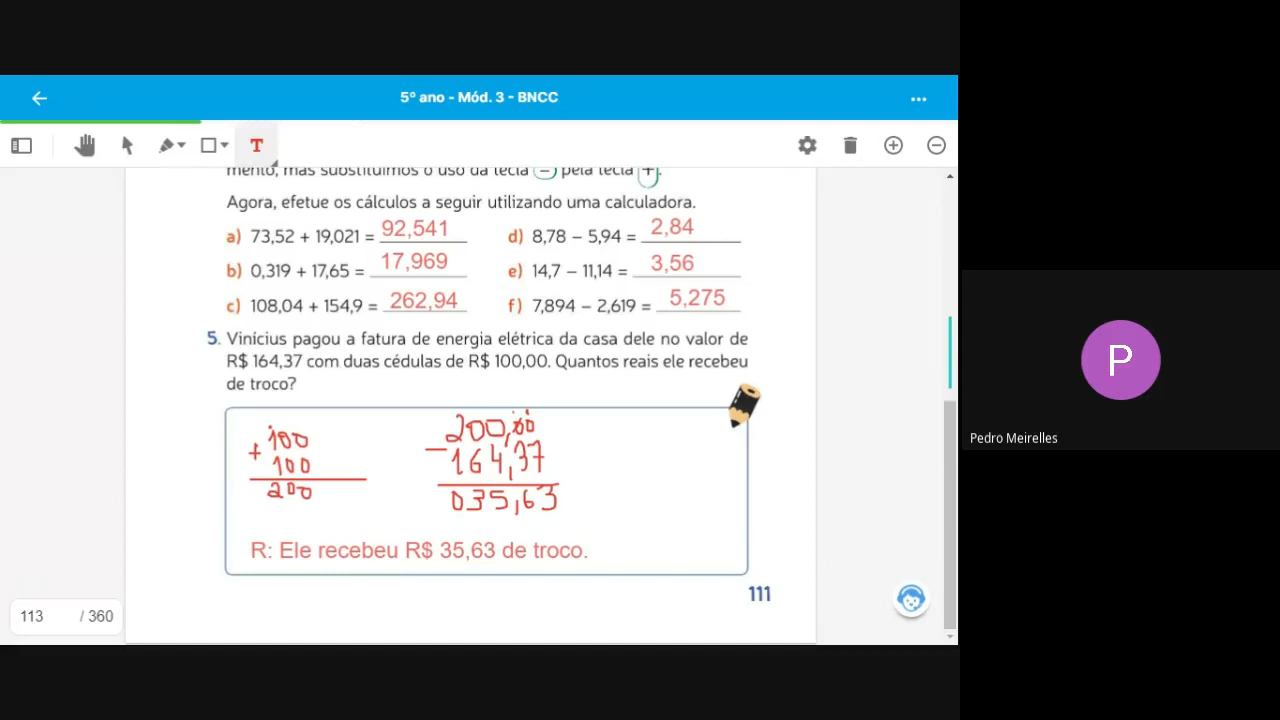 5º ano - Mód. 3 - BNCC
T
mento, mas substituímos o uso da tecla − pela tecla +.
Agora, efetue os cálculos a seguir utilizando uma calculadora.
a) 73,52 + 19,021 = 92,541
d) 8,78 − 5,94 = 2,84
b) 0,319 + 17,65 = 17,969
e) 14,7 − 11,14 = 3,56
c) 108,04 + 154,9 = 262,94
f) 7,894 − 2,619 = 5,275
5. Vinícius pagou a fatura de energia elétrica da casa dele no valor de
R$ 164,37 com duas cédulas de R$ 100,00. Quantos reais ele recebeu
de troco?
100
+ 100
200
200,00
− 164,37
035,63
R: Ele recebeu R$ 35,63 de troco.
111
113 / 360
P
Pedro Meirelles